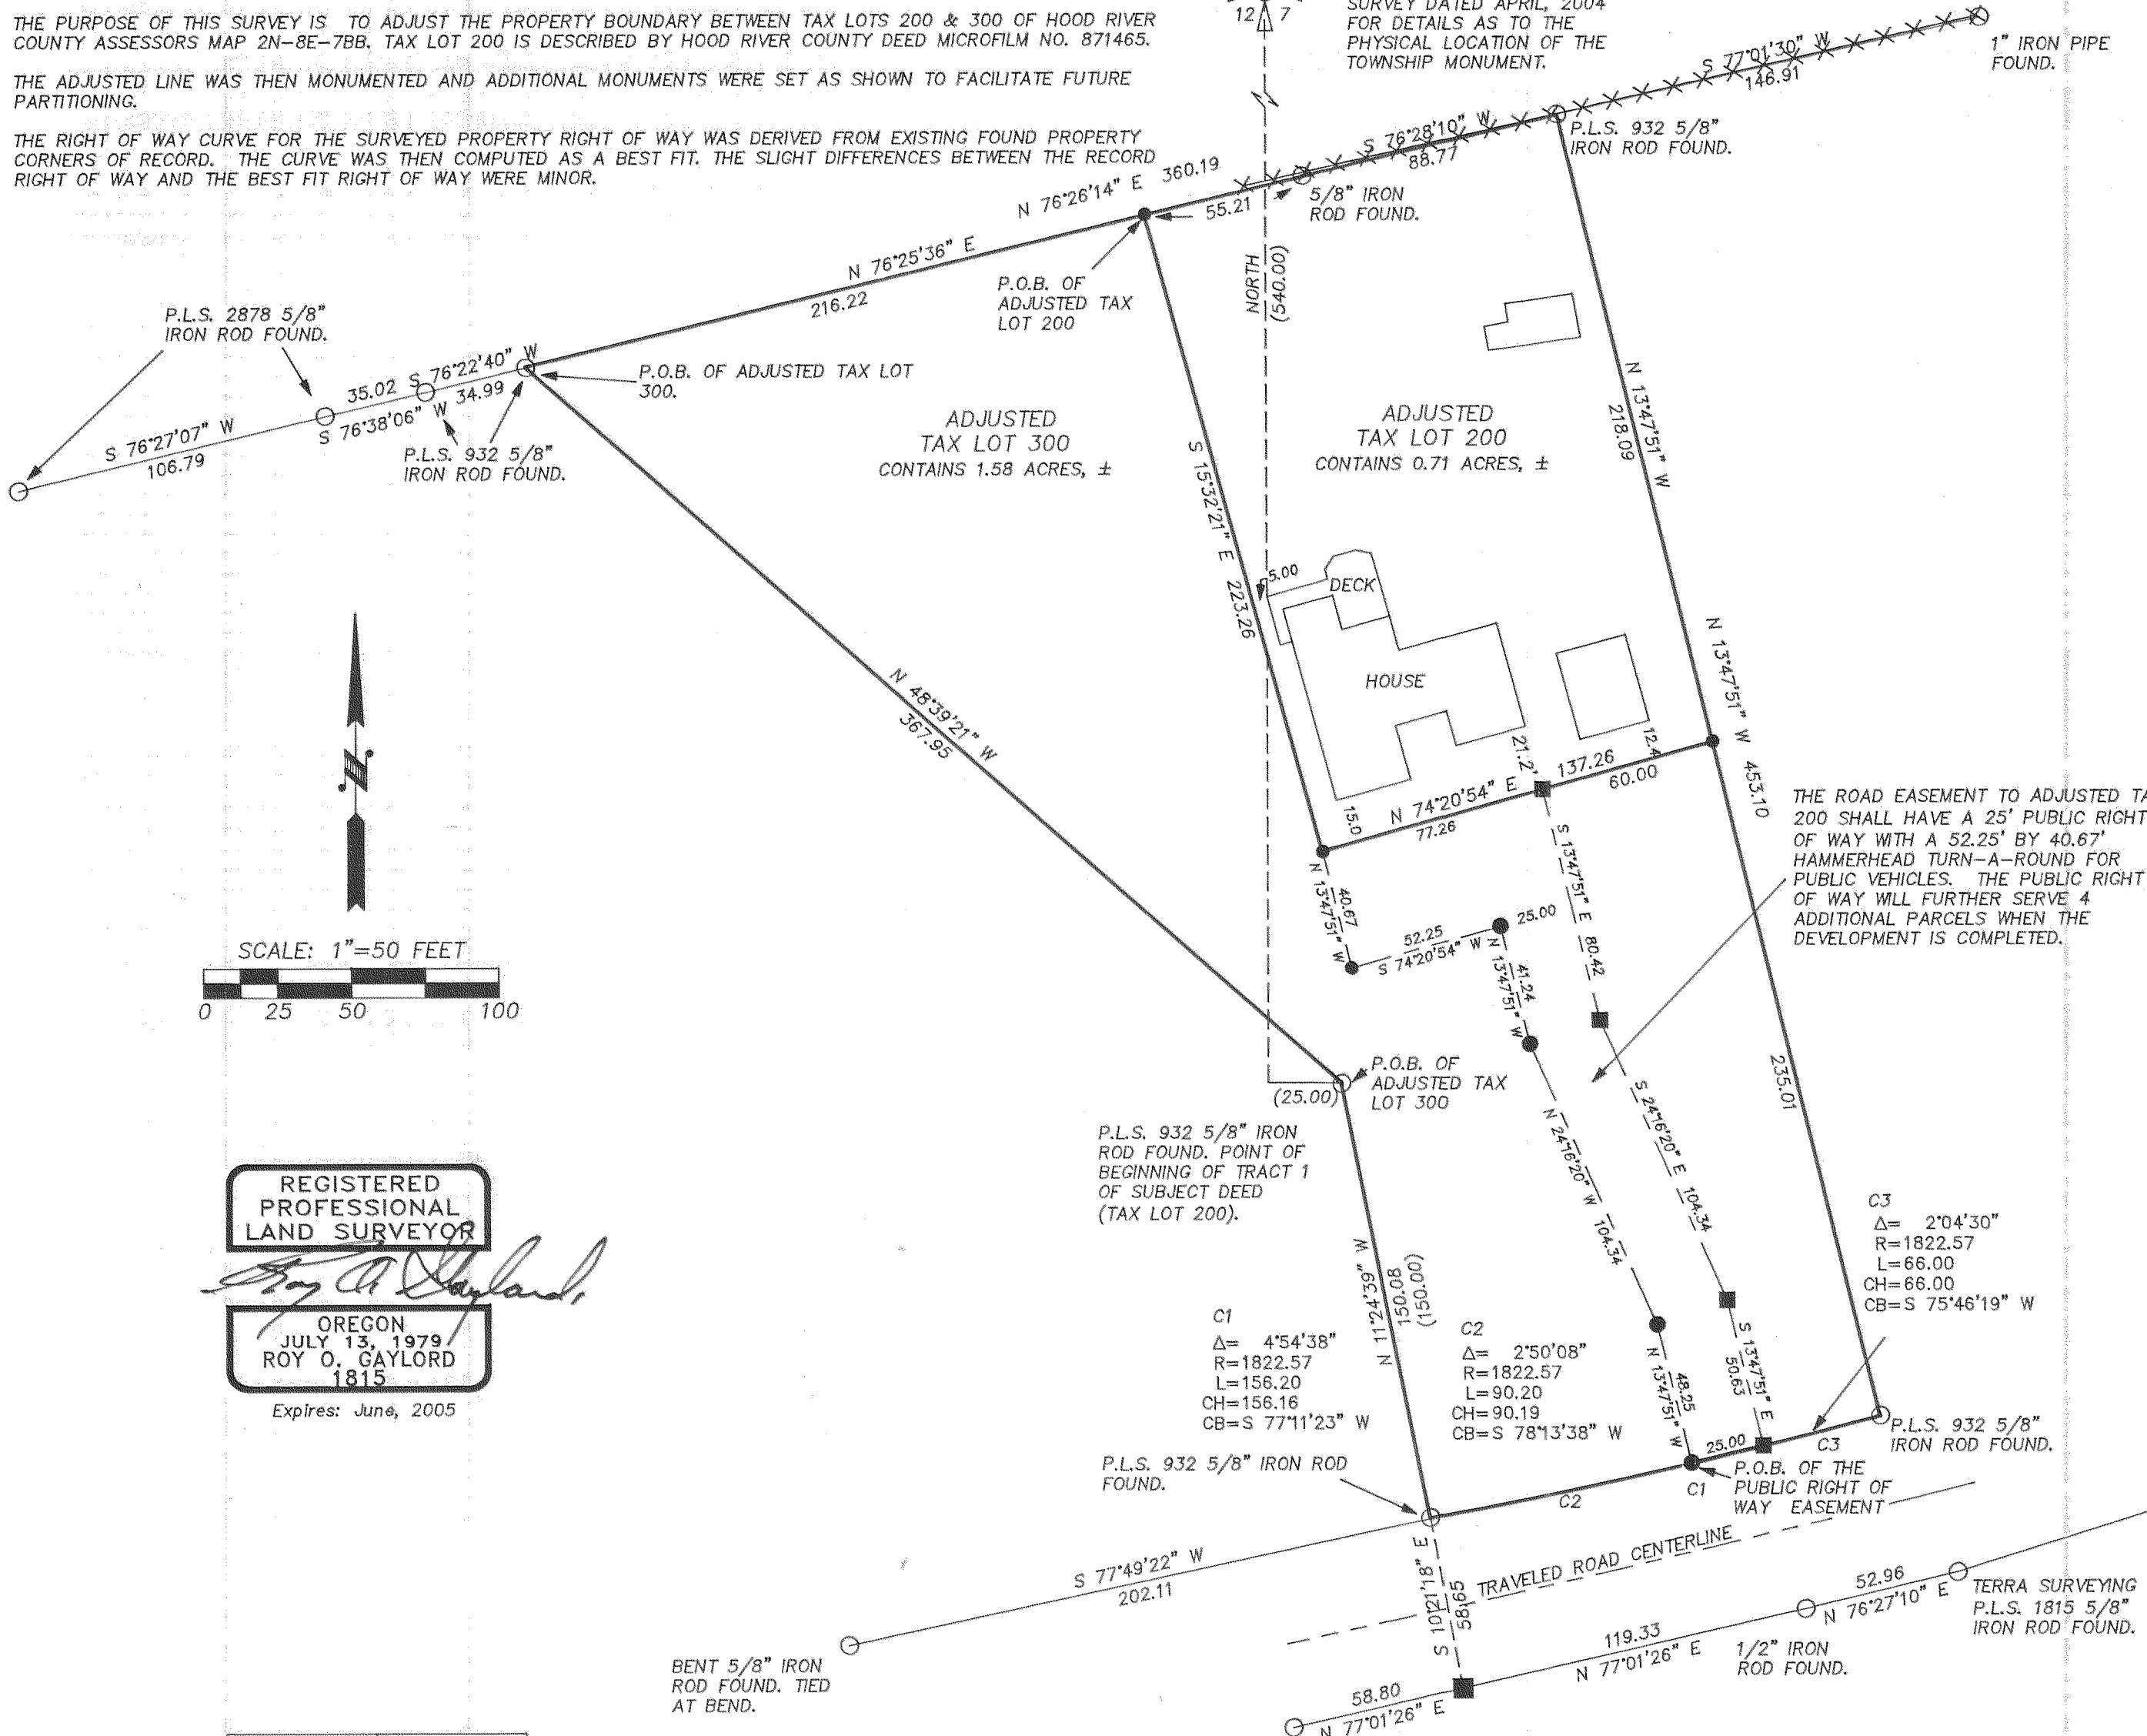 THE PURPOSE OF THIS SURVEY IS TO ADJUST THE PROPERTY BOUNDARY BETWEEN TAX LOTS 200 & 300 OF HOOD RIVER
COUNTY ASSESSORS MAP 2N-8E-7BB. TAX LOT 200 IS DESCRIBED BY HOOD RIVER COUNTY DEED MICROFILM NO. 871465.
THE ADJUSTED LINE WAS THEN MONUMENTED AND ADDITIONAL MONUMENTS WERE SET AS SHOWN TO FACILITATE FUTURE
PARTITIONING.
THE RIGHT OF WAY CURVE FOR THE SURVEYED PROPERTY RIGHT OF WAY WAS DERIVED FROM EXISTING FOUND PROPERTY
CORNERS OF RECORD. THE CURVE WAS THEN COMPUTED AS A BEST FIT. THE SLIGHT DIFFERENCES BETWEEN THE RECORD
RIGHT OF WAY AND THE BEST FIT RIGHT OF WAY WERE MINOR.
12 7
SURVEY DATED APRIL, 2004
FOR DETAILS AS TO THE
PHYSICAL LOCATION OF THE
TOWNSHIP MONUMENT.
S 77°01'30" W
146.91
1" IRON PIPE
FOUND.
S 76°28'10" W
88.77
P.L.S. 932 5/8"
IRON ROD FOUND.
N 76°26'14" E 360.19
55.21
5/8" IRON
ROD FOUND.
N 76°25'36" E
216.22
NORTH
(540.00)
P.O.B. OF
ADJUSTED TAX
LOT 200
P.L.S. 2878 5/8"
IRON ROD FOUND.
35.02 S 76°22'40" W
S 76°38'06" W 34.99
S 76°27'07" W
106.79
P.L.S. 932 5/8"
IRON ROD FOUND.
P.O.B. OF ADJUSTED TAX LOT
300.
ADJUSTED
TAX LOT 300
CONTAINS 1.58 ACRES, ±
ADJUSTED
TAX LOT 200
CONTAINS 0.71 ACRES, ±
N 13°47'51" W
218.09
S 15°32'21" E 223.26
5.00
DECK
HOUSE
N 13°47'51" W 453.10
N 48°39'21" W
367.95
21.2'
12.4
137.26
60.00
15.0
N 74°20'54" E
77.26
SCALE: 1"=50 FEET
0 25 50 100
THE ROAD EASEMENT TO ADJUSTED TA
200 SHALL HAVE A 25' PUBLIC RIGHT
OF WAY WITH A 52.25' BY 40.67'
HAMMERHEAD TURN-A-ROUND FOR
PUBLIC VEHICLES. THE PUBLIC RIGHT
OF WAY WILL FURTHER SERVE 4
ADDITIONAL PARCELS WHEN THE
DEVELOPMENT IS COMPLETED.
40.67
N 13°47'51" W
52.25
S 74°20'54" W
25.00
41.24
N 13°47'51" W
S 13°47'51" E 80.42
235.01
P.O.B. OF
ADJUSTED TAX
LOT 300
(25.00)
P.L.S. 932 5/8" IRON
ROD FOUND. POINT OF
BEGINNING OF TRACT 1
OF SUBJECT DEED
(TAX LOT 200).
N 24°16'20" W 104.34
S 24°16'20" E 104.34
REGISTERED
PROFESSIONAL
LAND SURVEYOR
Roy O. Gaylord,
OREGON
JULY 13, 1979
ROY O. GAYLORD
1815
Expires: June, 2005
N 11°24'39" W
150.08
(150.00)
C1
Δ= 4°54'38"
R=1822.57
L=156.20
CH=156.16
CB=S 77°11'23" W
C2
Δ= 2°50'08"
R=1822.57
L=90.20
CH=90.19
CB=S 78°13'38" W
C3
Δ= 2°04'30"
R=1822.57
L=66.00
CH=66.00
CB=S 75°46'19" W
48.25
N 13°47'51" W
S 13°47'51" E
50.63
P.L.S. 932 5/8"
IRON ROD FOUND.
P.L.S. 932 5/8" IRON ROD
FOUND.
25.00
C3
C2
C1
P.O.B. OF THE
PUBLIC RIGHT OF
WAY EASEMENT
S 77°49'22" W
202.11
S 10°21'18" E
58.65
TRAVELED ROAD CENTERLINE
52.96
N 76°27'10" E
TERRA SURVEYING
P.L.S. 1815 5/8"
IRON ROD FOUND.
119.33
N 77°01'26" E
1/2" IRON
ROD FOUND.
BENT 5/8" IRON
ROD FOUND. TIED
AT BEND.
58.80
N 77°01'26" E